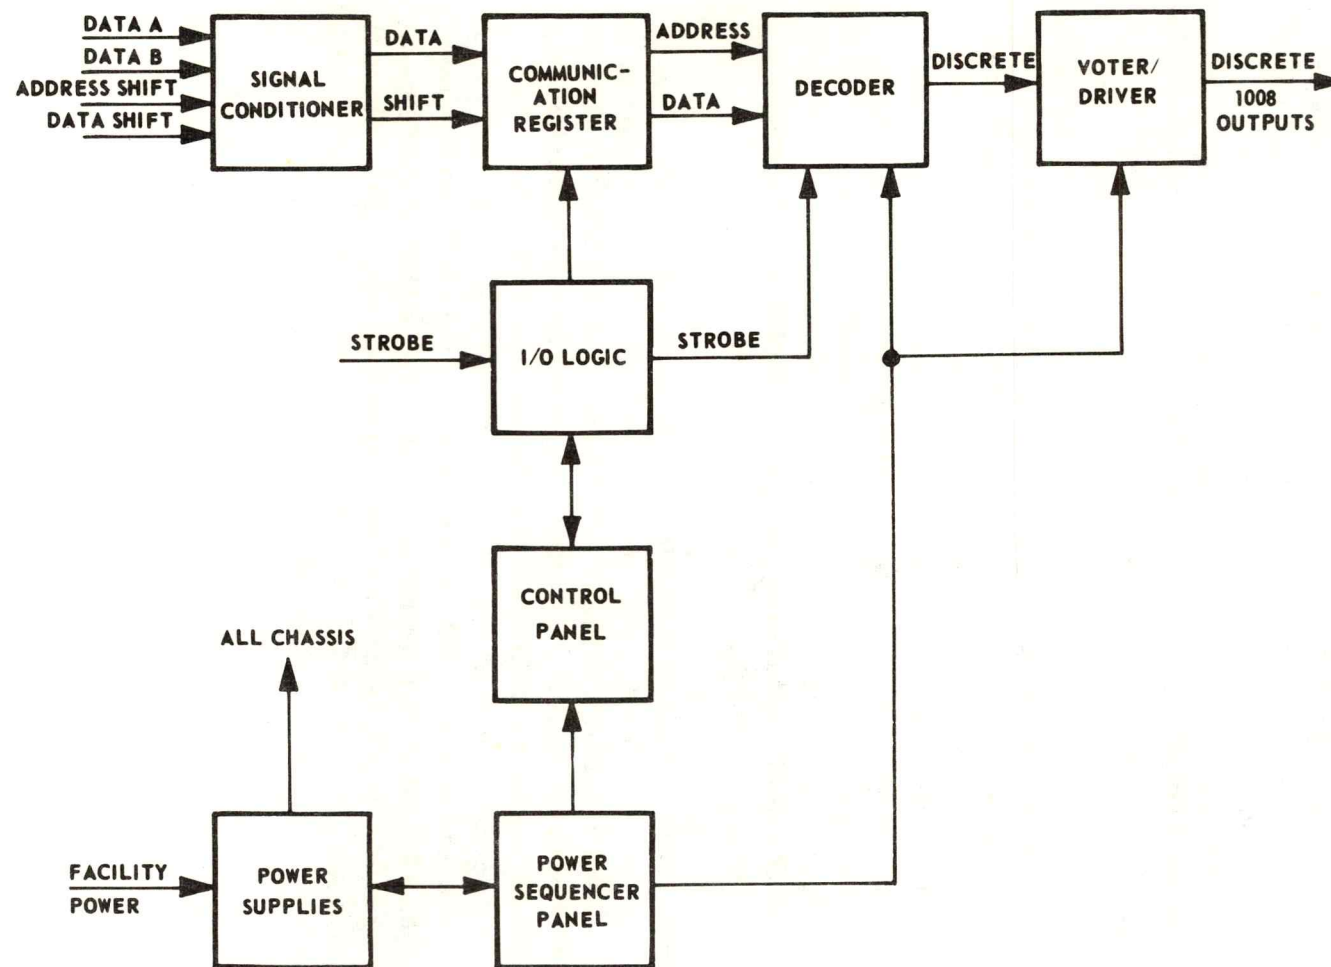 DATA A
DATA B
ADDRESS SHIFT
DATA SHIFT
SIGNAL
CONDITIONER
DATA
SHIFT
COMMUNIC-
ATION
REGISTER
ADDRESS
DATA
DECODER
DISCRETE
VOTER/
DRIVER
DISCRETE
1008
OUTPUTS
STROBE
I/O LOGIC
STROBE
CONTROL
PANEL
ALL CHASSIS
FACILITY
POWER
POWER
SUPPLIES
POWER
SEQUENCER
PANEL